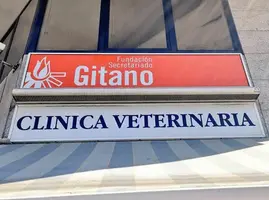 Fundación
Secretariado
Gitano
CLINICA VETERINARIA